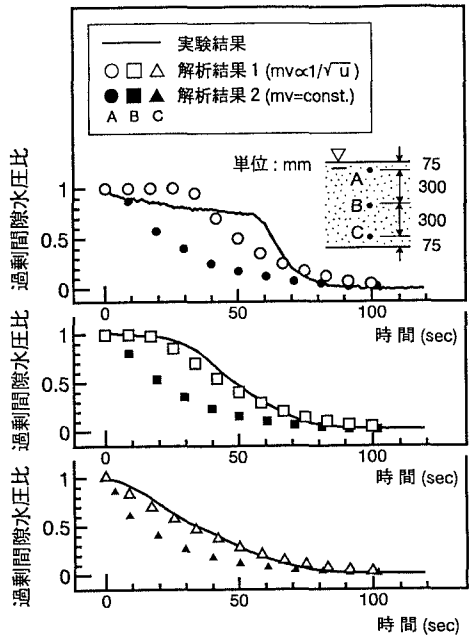 実験結果
解析結果1 (mv∝1/√u)
解析結果2 (mv=const.)
A B C
単位:mm
75
300
300
75
A
B
C
過剰間隙水圧比
1
0.5
0
0 50 100
時間(sec)
過剰間隙水圧比
1
0.5
0
0 50 100
時間(sec)
過剰間隙水圧比
1
0.5
0
0 50 100
時間(sec)